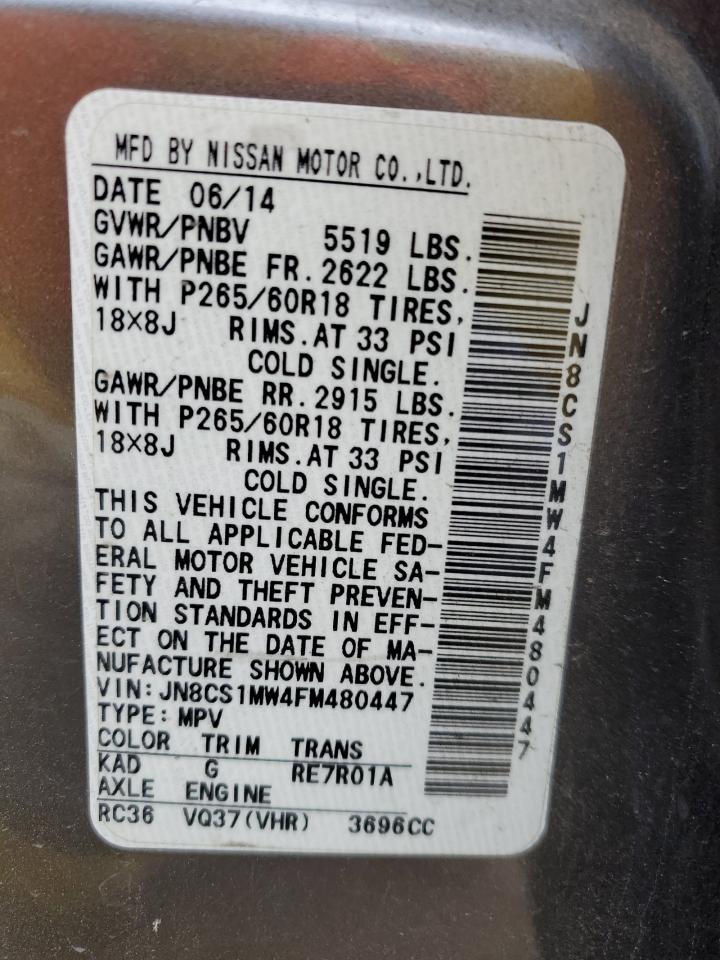 MFD BY NISSAN MOTOR CO.,LTD.
DATE 06/14
GVWR/PNBV 5519 LBS.
GAWR/PNBE FR. 2622 LBS.
WITH P265/60R18 TIRES,
18×8J RIMS.AT 33 PSI
COLD SINGLE.
GAWR/PNBE RR. 2915 LBS.
WITH P265/60R18 TIRES,
18×8J RIMS.AT 33 PSI
COLD SINGLE.
THIS VEHICLE CONFORMS
TO ALL APPLICABLE FED-
ERAL MOTOR VEHICLE SA-
FETY AND THEFT PREVEN-
TION STANDARDS IN EFF-
ECT ON THE DATE OF MA-
NUFACTURE SHOWN ABOVE.
VIN: JN8CS1MW4FM480447
TYPE: MPV
COLOR TRIM TRANS
KAD G RE7R01A
AXLE ENGINE
RC36 VQ37(VHR) 3696CC
JN8CS1MW4FM480447